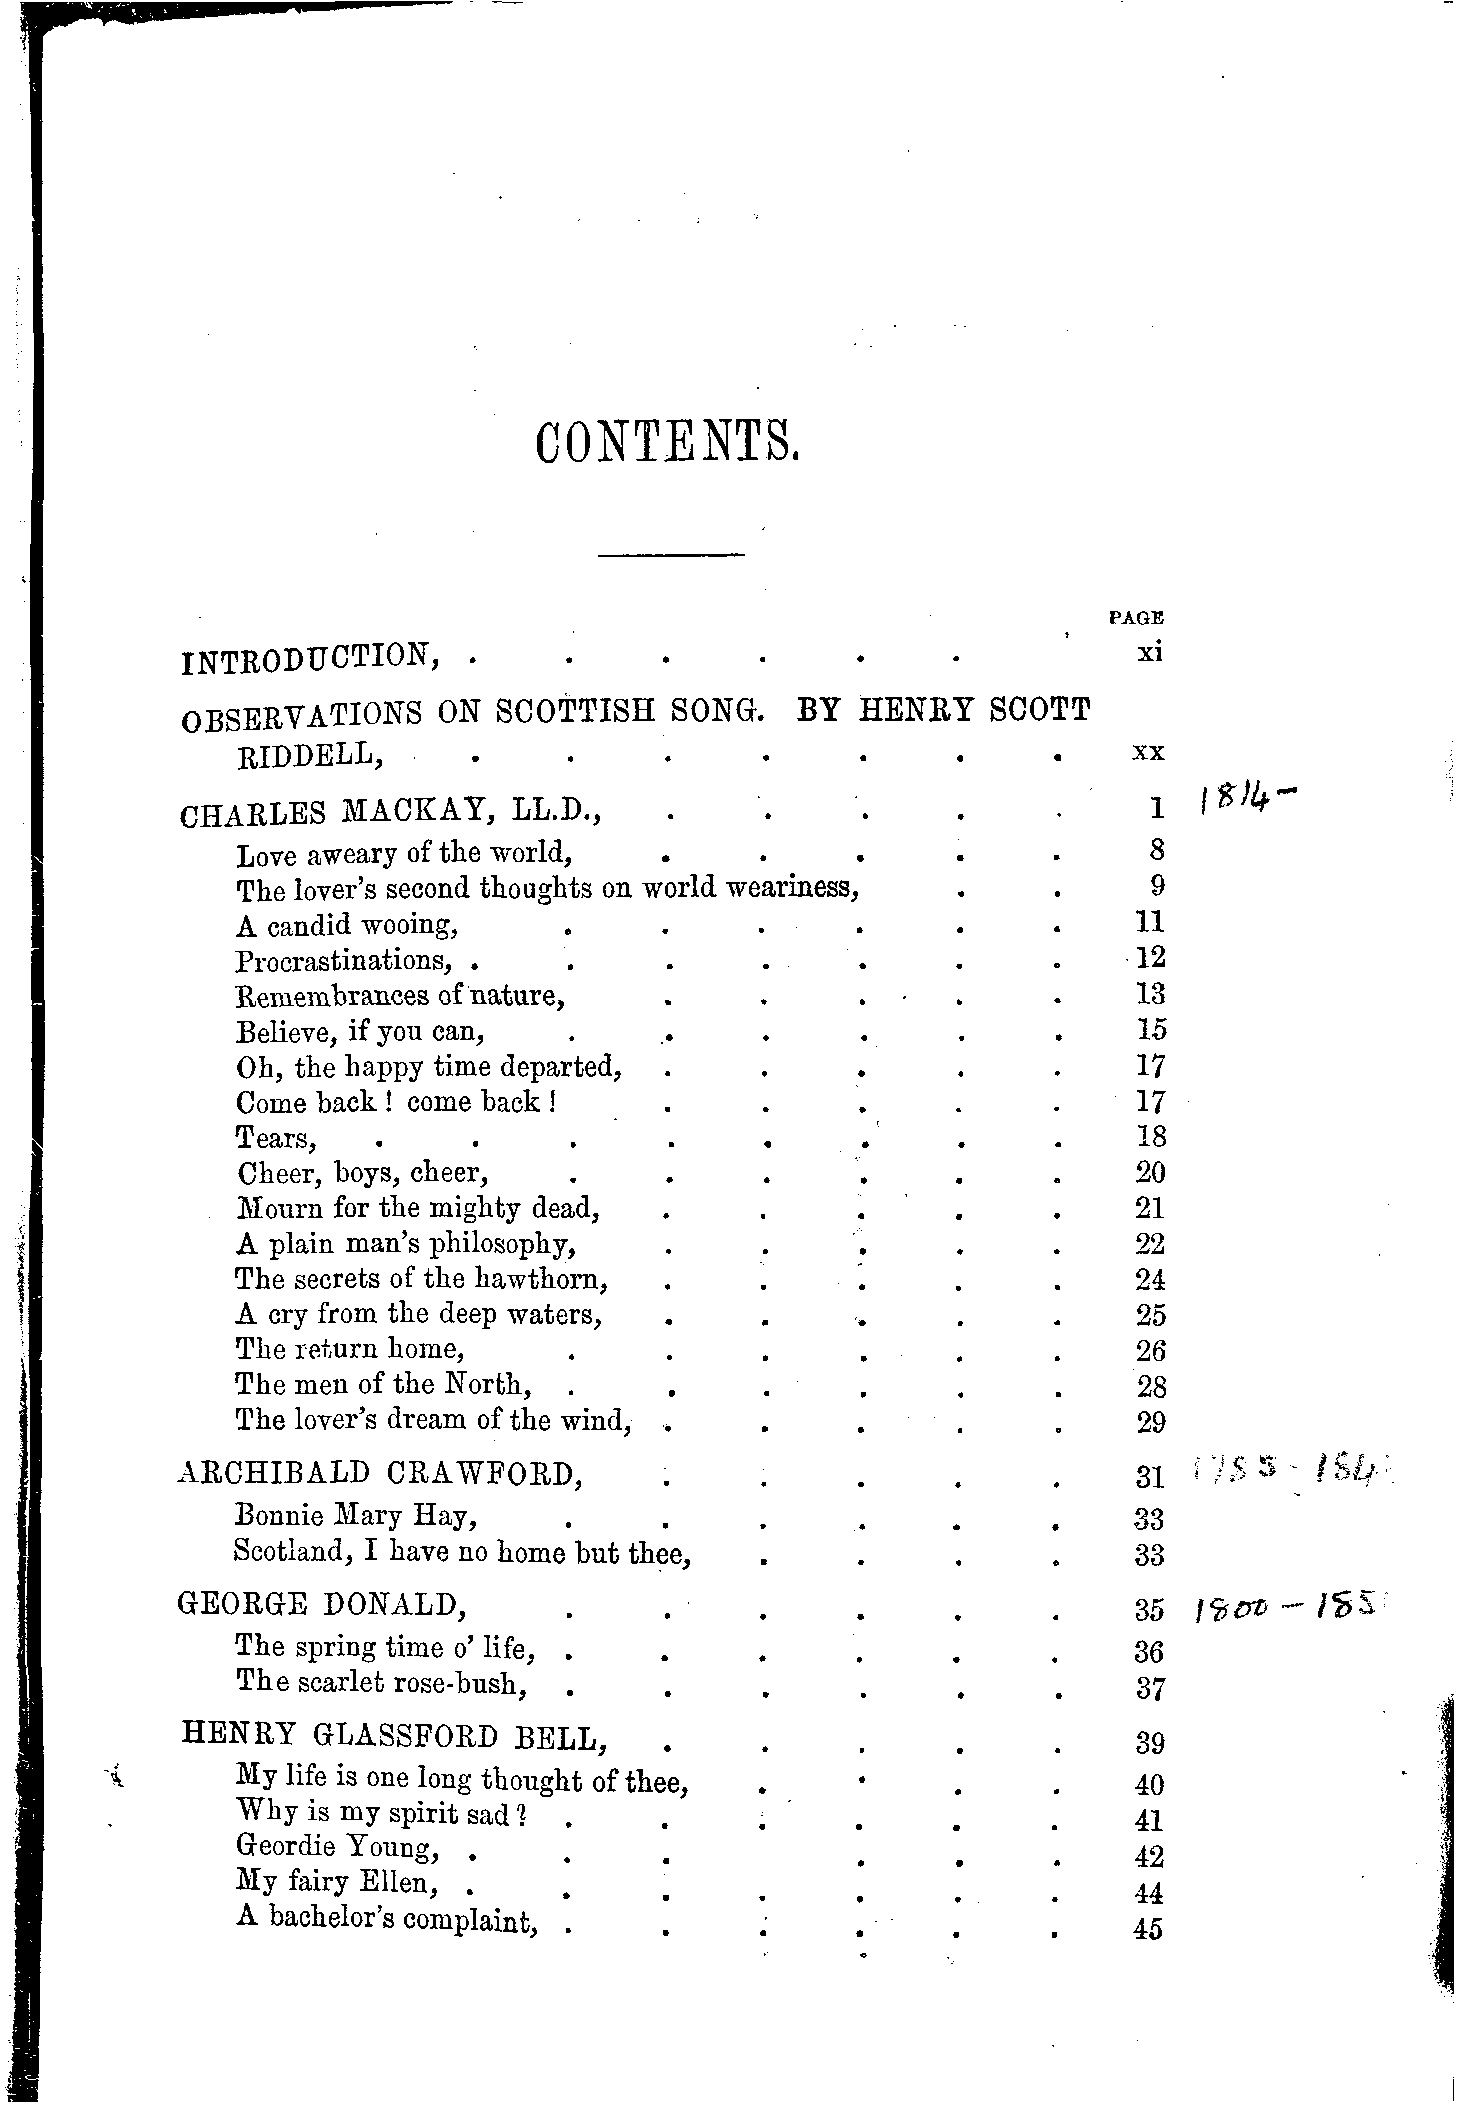 CONTENTS.
PAGE
INTRODUCTION, . . . . . . xi
OBSERVATIONS ON SCOTTISH SONG. BY HENRY SCOTT
RIDDELL, . . . . . . . xx
CHARLES MACKAY, LL.D., . . . . . 1 1814-
Love aweary of the world, . . . . . 8
The lover's second thoughts on world weariness, . . 9
A candid wooing, . . . . . . 11
Procrastinations, . . . . . . . 12
Remembrances of nature, . . . . . 13
Believe, if you can, . . . . . . 15
Oh, the happy time departed, . . . . . 17
Come back! come back! . . . . . 17
Tears, . . . . . . . . 18
Cheer, boys, cheer, . . . . . . 20
Mourn for the mighty dead, . . . . . 21
A plain man's philosophy, . . . . . 22
The secrets of the hawthorn, . . . . . 24
A cry from the deep waters, . . . . . 25
The return home, . . . . . . 26
The men of the North, . . . . . . 28
The lover's dream of the wind, . . . . . 29
ARCHIBALD CRAWFORD, . . . . . 31
Bonnie Mary Hay, . . . . . . 33
Scotland, I have no home but thee, . . . . 33
GEORGE DONALD, . . . . . . 35 1800-185
The spring time o' life, . . . . . . 36
The scarlet rose-bush, . . . . . . 37
HENRY GLASSFORD BELL, . . . . . 39
My life is one long thought of thee, . . . . 40
Why is my spirit sad? . . . . . . 41
Geordie Young, . . . . . . 42
My fairy Ellen, . . . . . . . 44
A bachelor's complaint, . . . . . . 45